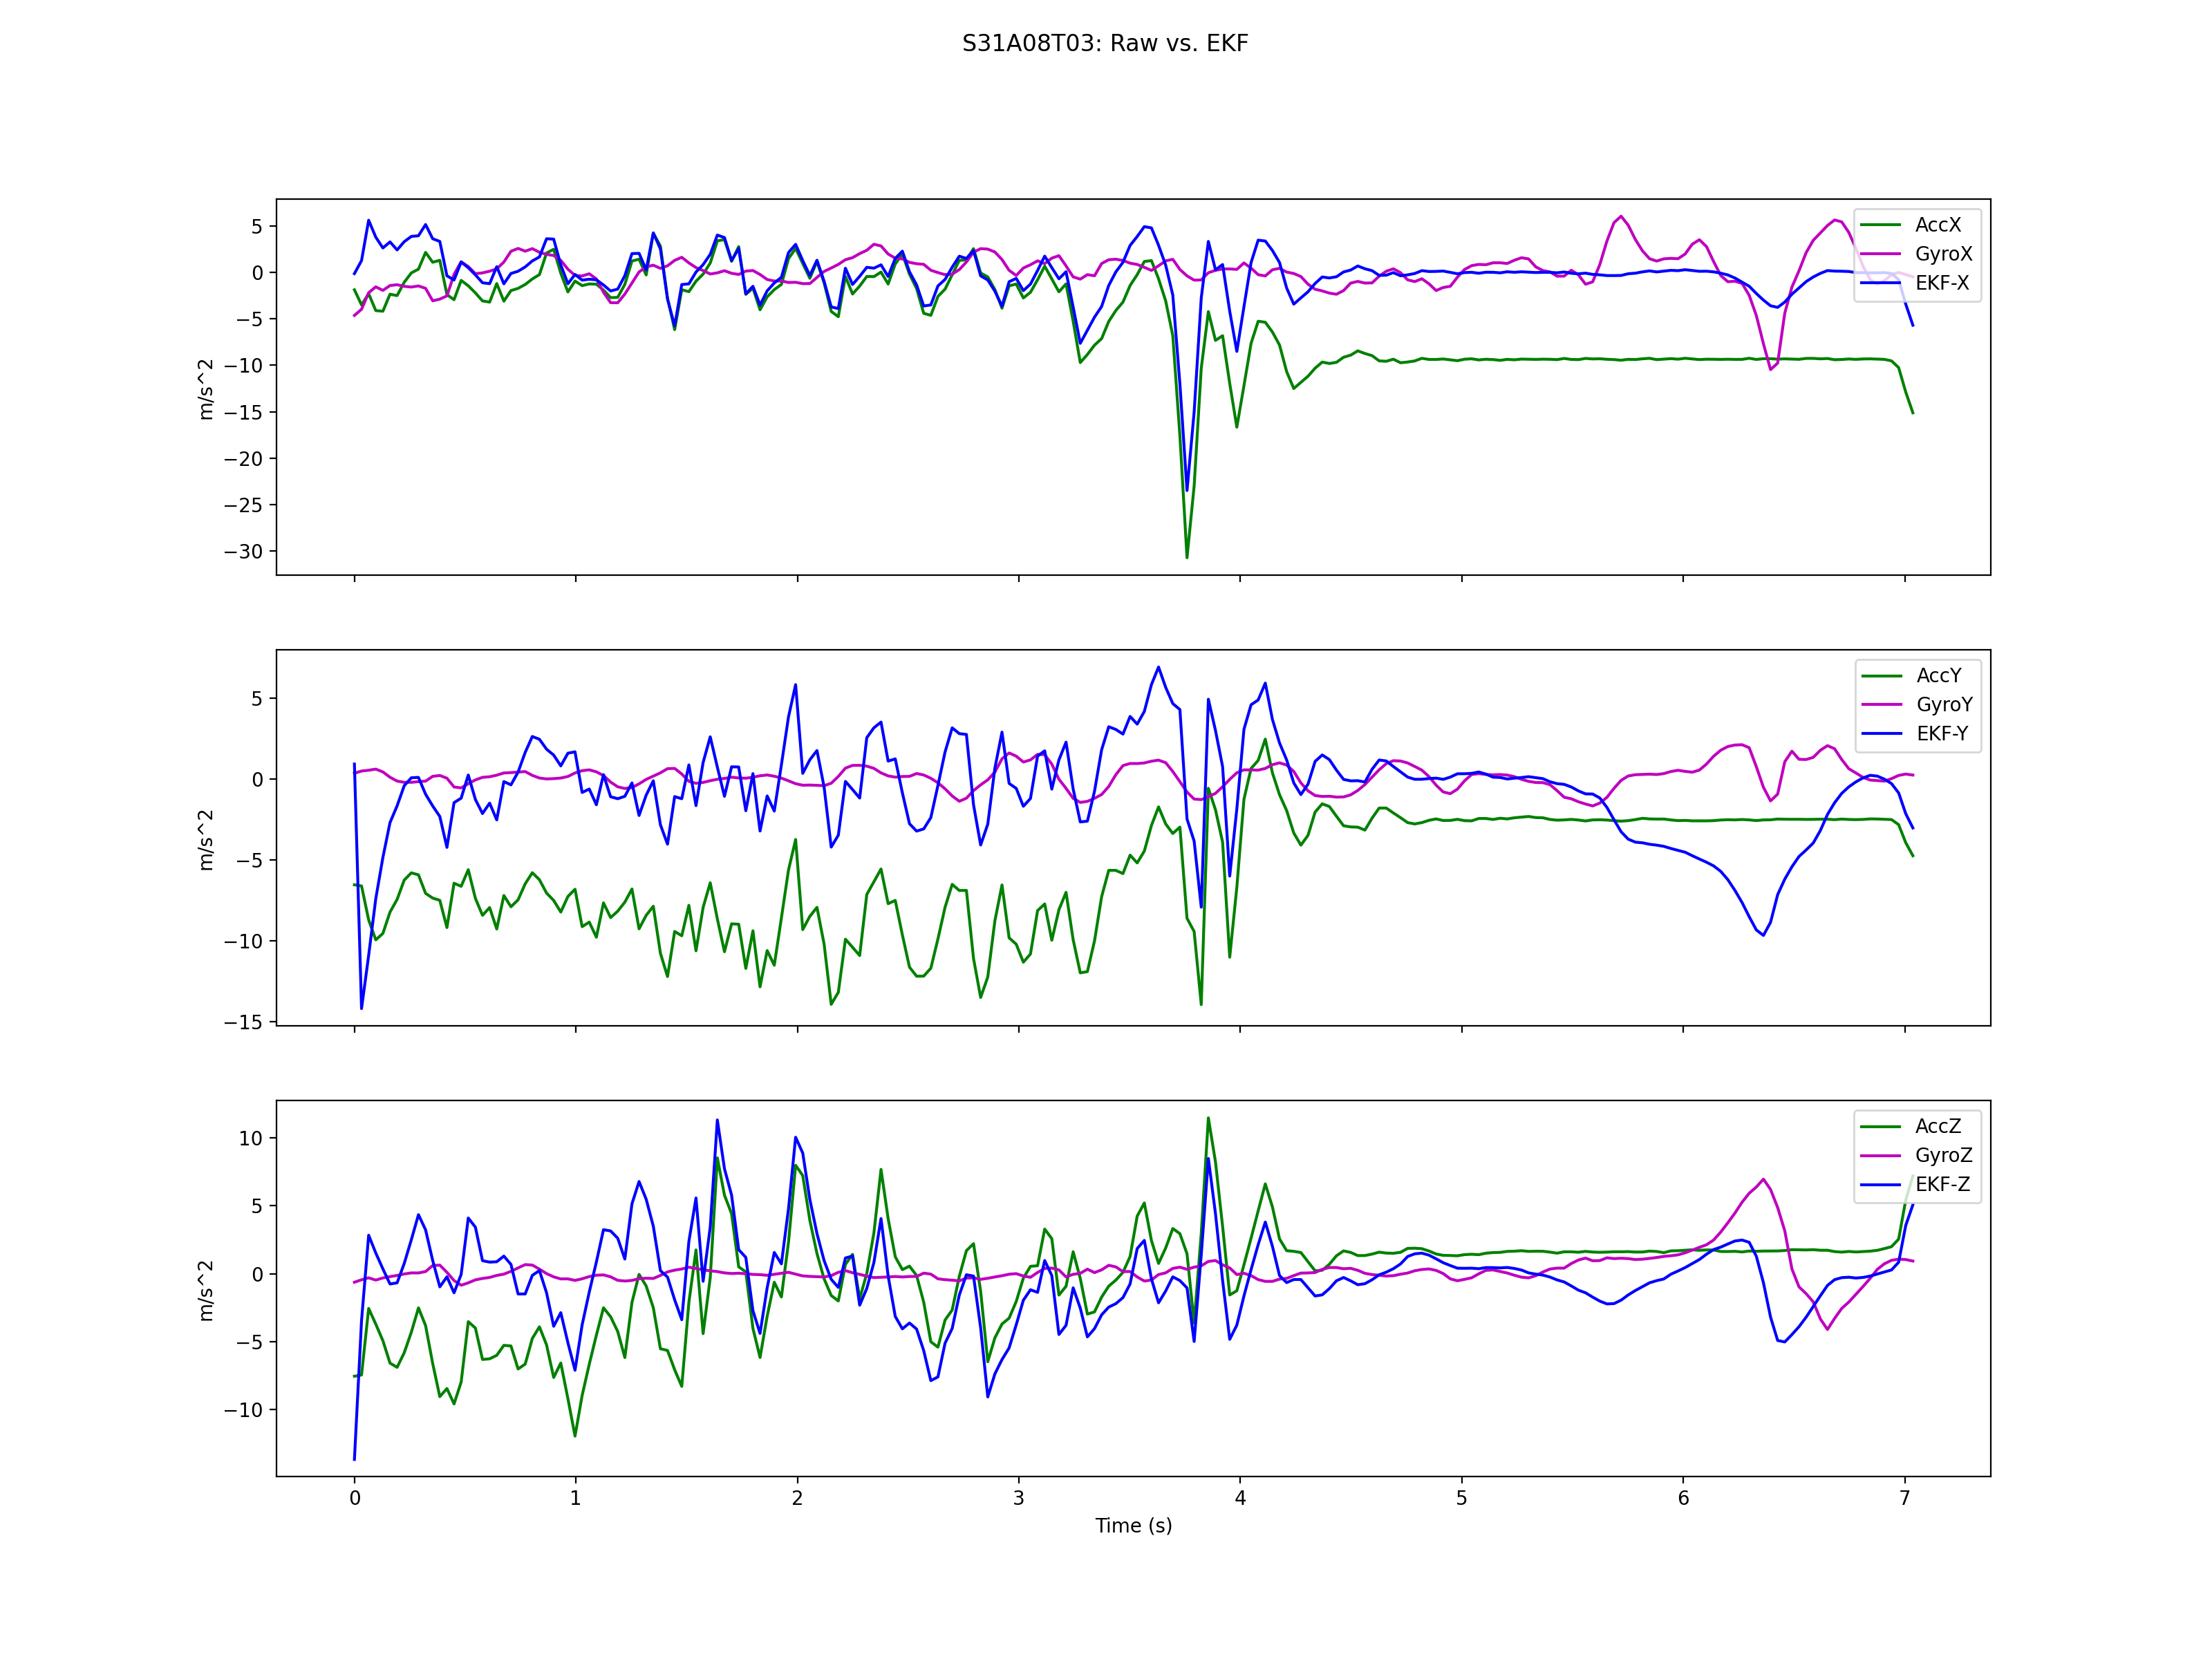 S31A08T03: Raw vs. EKF
5
0
−5
−10
−15
−20
−25
−30
m/s^2
AccX
GyroX
EKF-X
5
0
−5
−10
−15
m/s^2
AccY
GyroY
EKF-Y
10
5
0
−5
−10
m/s^2
AccZ
GyroZ
EKF-Z
0 1 2 3 4 5 6 7
Time (s)